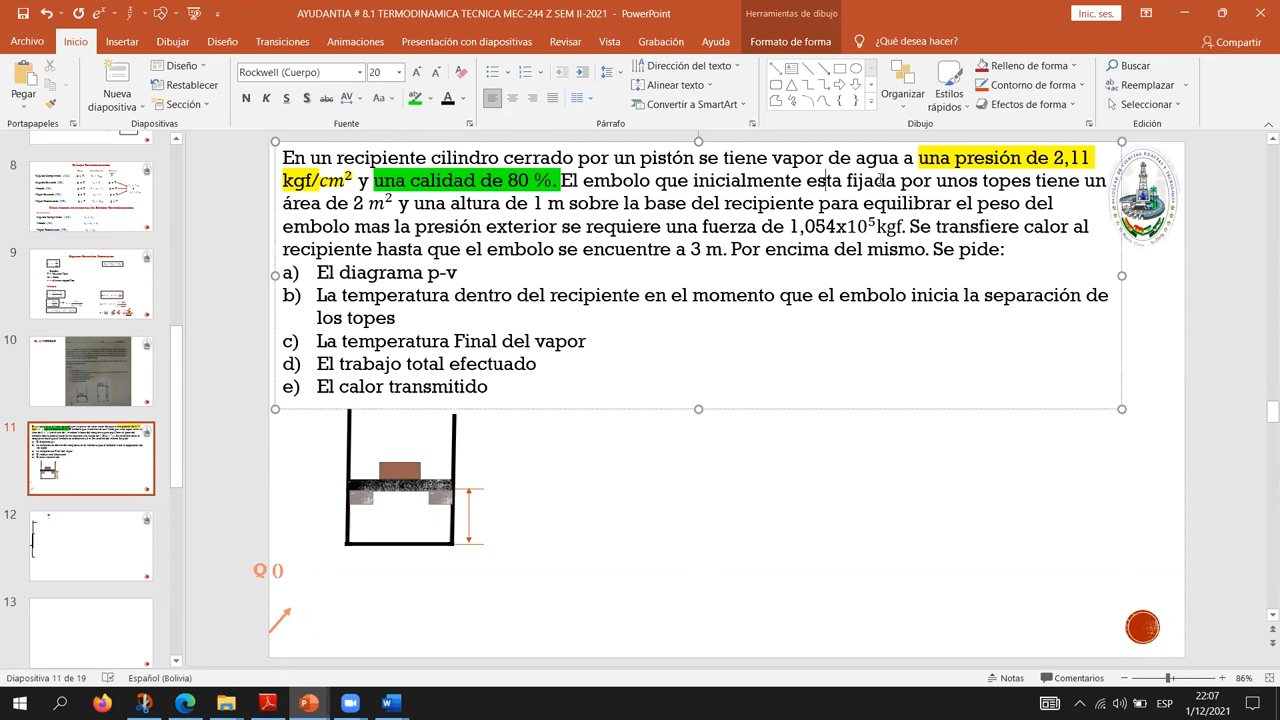 AYUDANTIA # 8.1 TERMODINAMICA TECNICA MEC-244 Z SEM II-2021 - PowerPoint
Herramientas de dibujo
Inic. ses.
Archivo Inicio Insertar Dibujar Diseño Transiciones Animaciones Presentación con diapositivas Revisar Vista Grabación Ayuda Formato de forma ¿Qué desea hacer? Compartir
Pegar
Nueva diapositiva
Diseño
Restablecer
Sección
Rockwell (Cuerpo) 20
N K S S abc AV Aa ab A
Dirección del texto
Alinear texto
Convertir a SmartArt
Organizar
Estilos rápidos
Relleno de forma
Contorno de forma
Efectos de forma
Buscar
Reemplazar
Seleccionar
Portapapeles Diapositivas Fuente Párrafo Dibujo Edición
8
9
10
11
12
13
En un recipiente cilindro cerrado por un pistón se tiene vapor de agua a una presión de 2,11
kgf/cm² y una calidad de 80 %. El embolo que inicialmente esta fijada por unos topes tiene un
área de 2 m² y una altura de 1 m sobre la base del recipiente para equilibrar el peso del
embolo mas la presión exterior se requiere una fuerza de 1,054x10⁵kgf. Se transfiere calor al
recipiente hasta que el embolo se encuentre a 3 m. Por encima del mismo. Se pide:
a) El diagrama p-v
b) La temperatura dentro del recipiente en el momento que el embolo inicia la separación de
los topes
c) La temperatura Final del vapor
d) El trabajo total efectuado
e) El calor transmitido
Q ()
Diapositiva 11 de 19 Español (Bolivia) Notas Comentarios 86%
ESP
22:07
1/12/2021